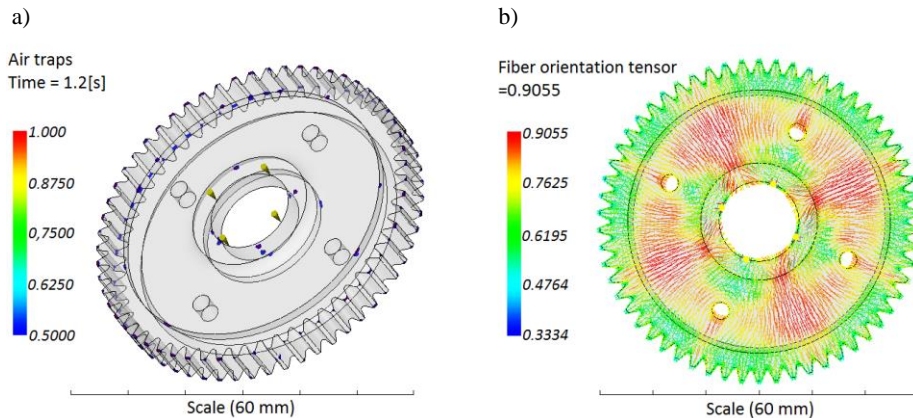 a)
Air traps
Time = 1.2[s]
1.000
0.8750
0,7500
0.6250
0.5000
Scale (60 mm)
b)
Fiber orientation tensor
=0.9055
0.9055
0.7625
0.6195
0.4764
0.3334
Scale (60 mm)